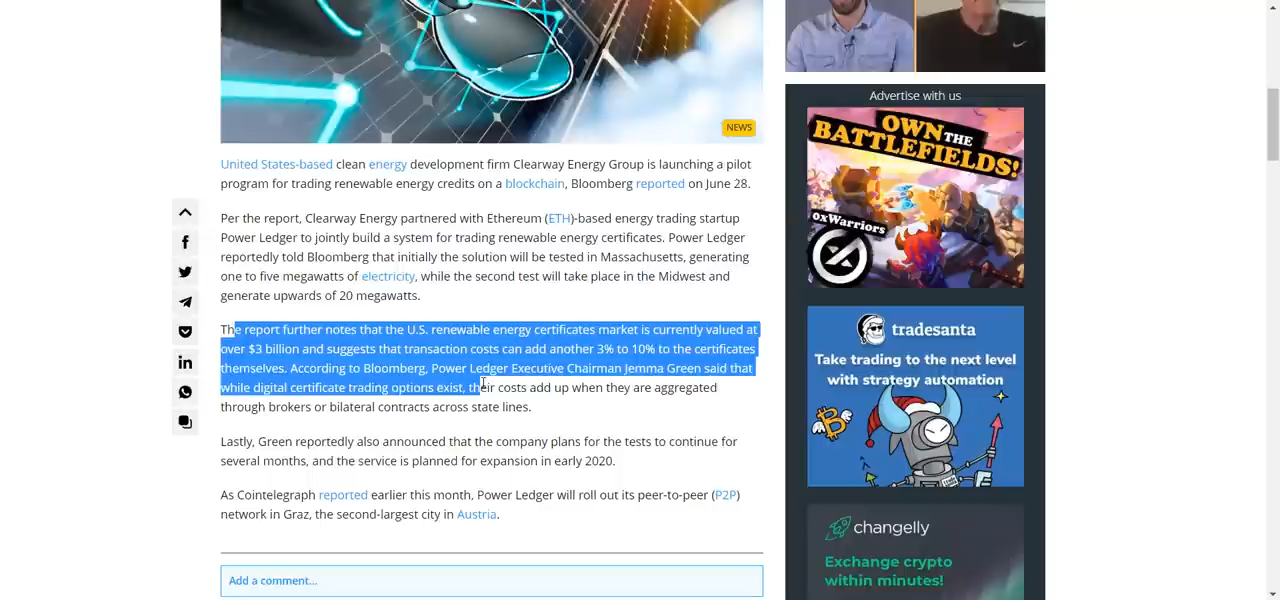 NEWS
United States-based clean energy development firm Clearway Energy Group is launching a pilot
program for trading renewable energy credits on a blockchain, Bloomberg reported on June 28.
Per the report, Clearway Energy partnered with Ethereum (ETH)-based energy trading startup
Power Ledger to jointly build a system for trading renewable energy certificates. Power Ledger
reportedly told Bloomberg that initially the solution will be tested in Massachusetts, generating
one to five megawatts of electricity, while the second test will take place in the Midwest and
generate upwards of 20 megawatts.
The report further notes that the U.S. renewable energy certificates market is currently valued at
over $3 billion and suggests that transaction costs can add another 3% to 10% to the certificates
themselves. According to Bloomberg, Power Ledger Executive Chairman Jemma Green said that
while digital certificate trading options exist, their costs add up when they are aggregated
through brokers or bilateral contracts across state lines.
Lastly, Green reportedly also announced that the company plans for the tests to continue for
several months, and the service is planned for expansion in early 2020.
As Cointelegraph reported earlier this month, Power Ledger will roll out its peer-to-peer (P2P)
network in Graz, the second-largest city in Austria.
Add a comment...
Advertise with us
OWN THE
BATTLEFIELDS!
oxWarriors
tradesanta
Take trading to the next level
with strategy automation
changelly
Exchange crypto
within minutes!